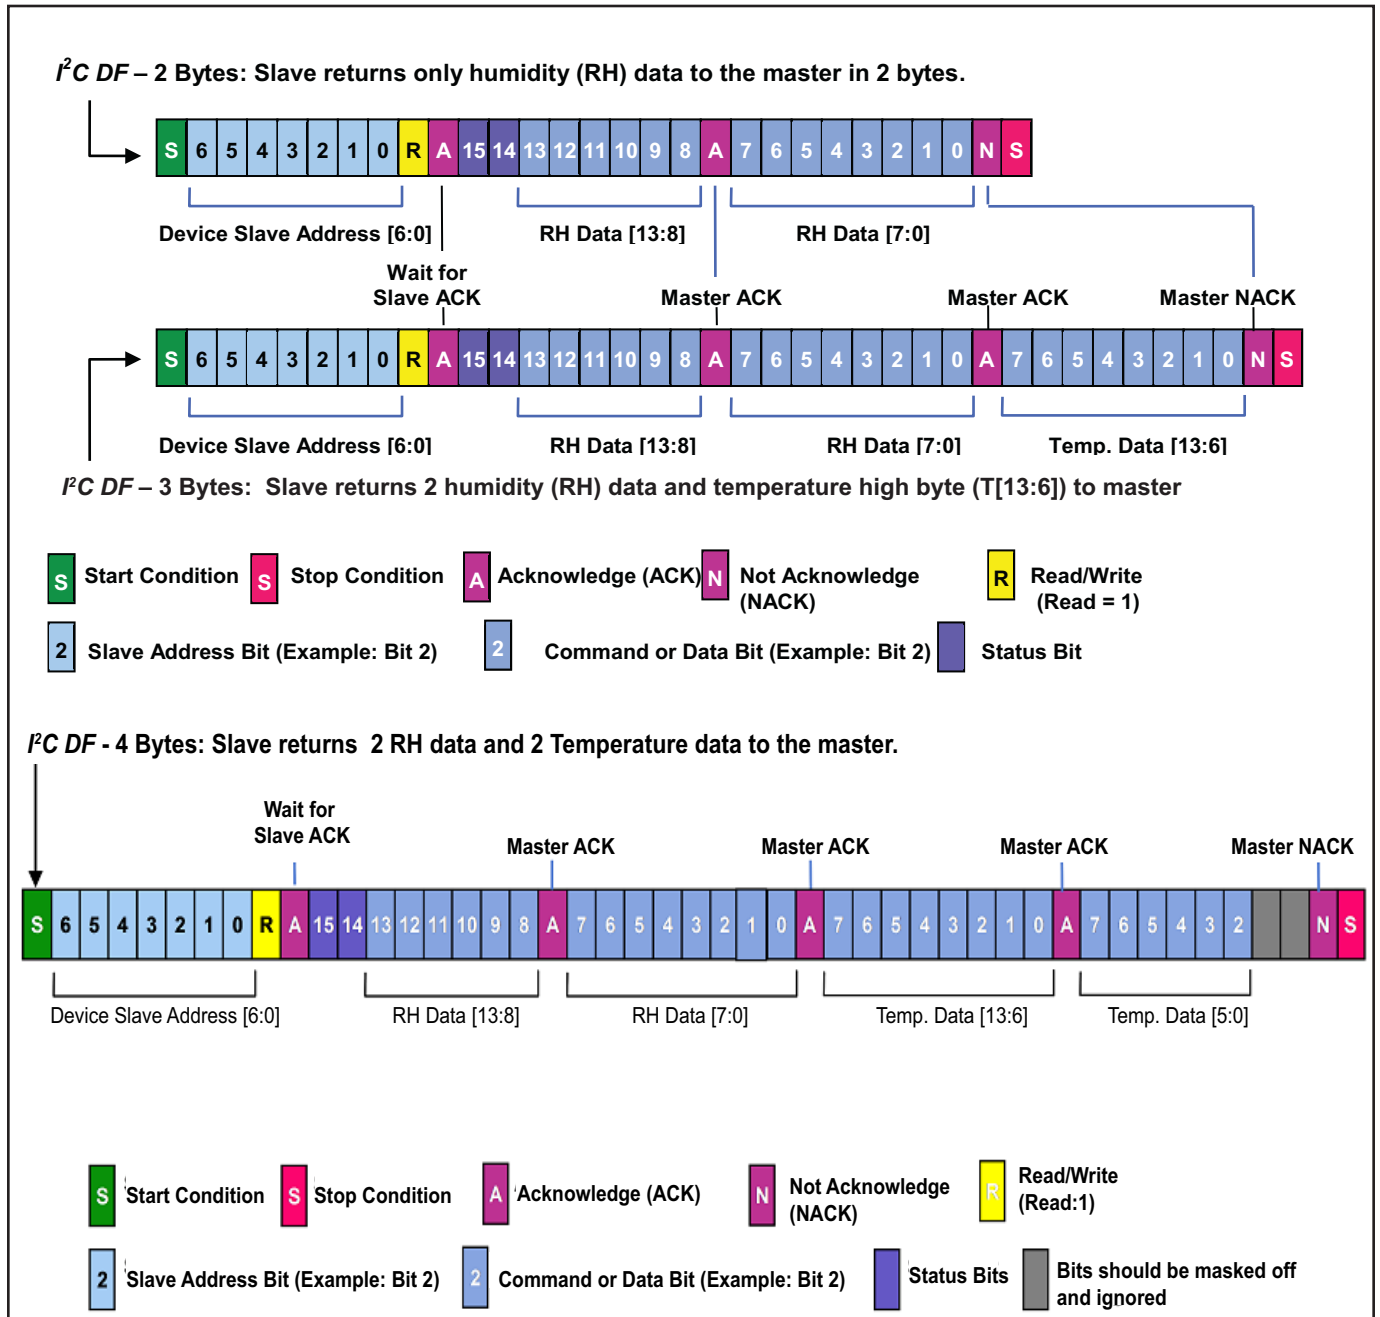 I²C DF – 2 Bytes: Slave returns only humidity (RH) data to the master in 2 bytes.
S 6 5 4 3 2 1 0 R A 15 14 13 12 11 10 9 8 A 7 6 5 4 3 2 1 0 N S
Device Slave Address [6:0] RH Data [13:8] RH Data [7:0]
Wait for
Slave ACK Master ACK Master ACK Master NACK
S 6 5 4 3 2 1 0 R A 15 14 13 12 11 10 9 8 A 7 6 5 4 3 2 1 0 A 7 6 5 4 3 2 1 0 N S
Device Slave Address [6:0] RH Data [13:8] RH Data [7:0] Temp. Data [13:6]
I²C DF – 3 Bytes: Slave returns 2 humidity (RH) data and temperature high byte (T[13:6]) to master
S Start Condition S Stop Condition A Acknowledge (ACK) N Not Acknowledge R Read/Write
(NACK) (Read = 1)
2 Slave Address Bit (Example: Bit 2) 2 Command or Data Bit (Example: Bit 2) Status Bit
I²C DF - 4 Bytes: Slave returns 2 RH data and 2 Temperature data to the master.
Wait for
Slave ACK Master ACK Master ACK Master ACK Master NACK
S 6 5 4 3 2 1 0 R A 15 14 13 12 11 10 9 8 A 7 6 5 4 3 2 1 0 A 7 6 5 4 3 2 1 0 A 7 6 5 4 3 2 N S
Device Slave Address [6:0] RH Data [13:8] RH Data [7:0] Temp. Data [13:6] Temp. Data [5:0]
S Start Condition S Stop Condition A Acknowledge (ACK) N Not Acknowledge R Read/Write
(NACK) (Read:1)
2 Slave Address Bit (Example: Bit 2) 2 Command or Data Bit (Example: Bit 2) Status Bits Bits should be masked off
and ignored